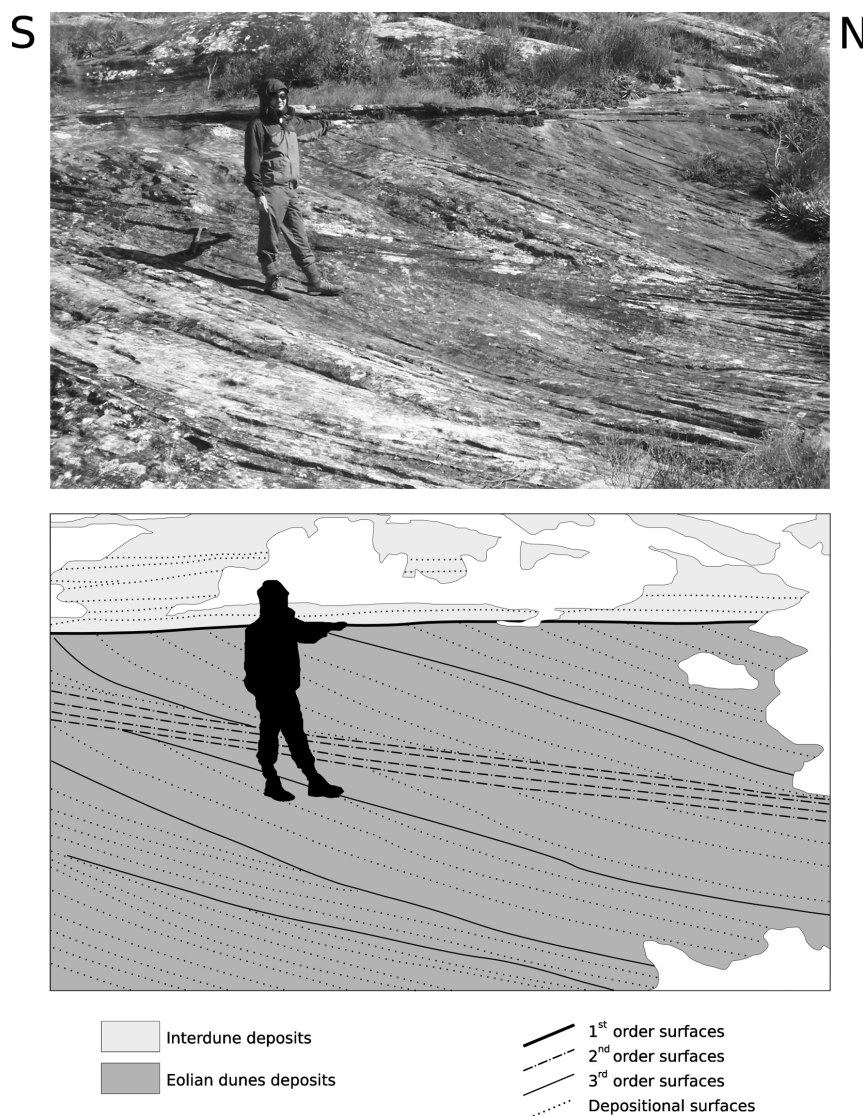 S
N
Interdune deposits
Eolian dunes deposits
1st order surfaces
2nd order surfaces
3rd order surfaces
Depositional surfaces